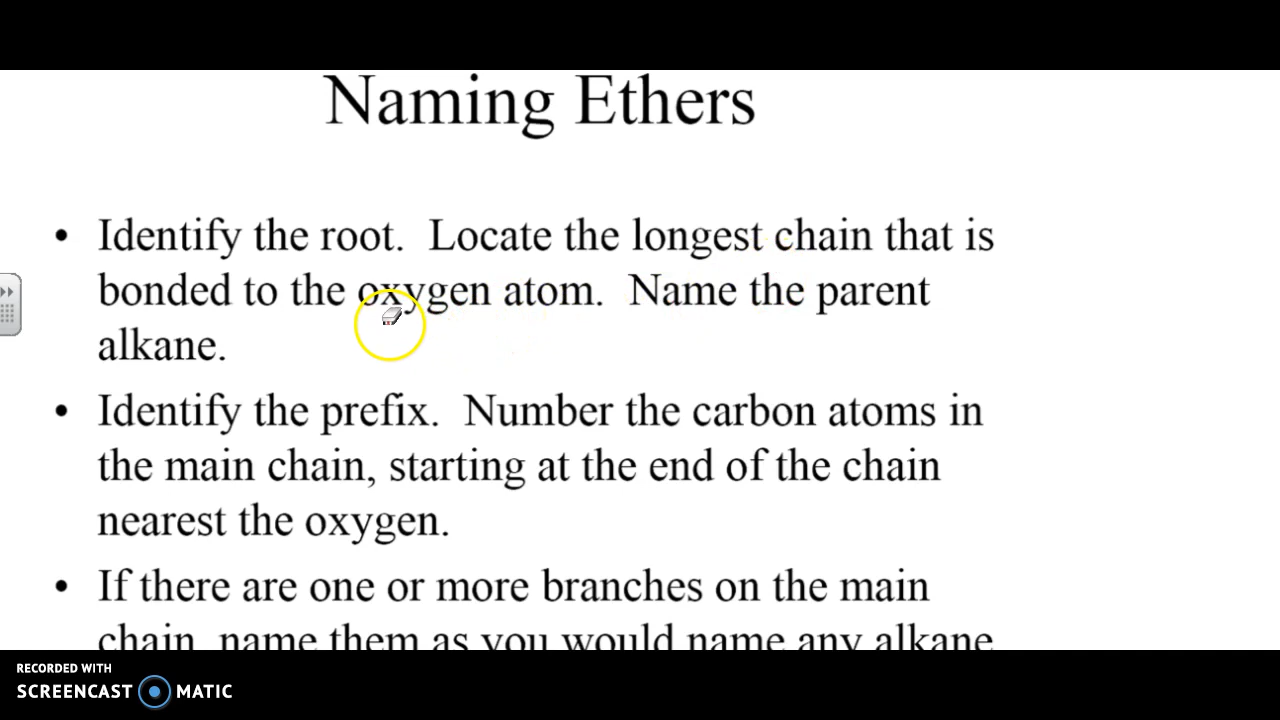 Naming Ethers
• Identify the root. Locate the longest chain that is
bonded to the oxygen atom. Name the parent
alkane.
• Identify the prefix. Number the carbon atoms in
the main chain, starting at the end of the chain
nearest the oxygen.
• If there are one or more branches on the main
chain, name them as you would name any alkane
RECORDED WITH
SCREENCAST MATIC